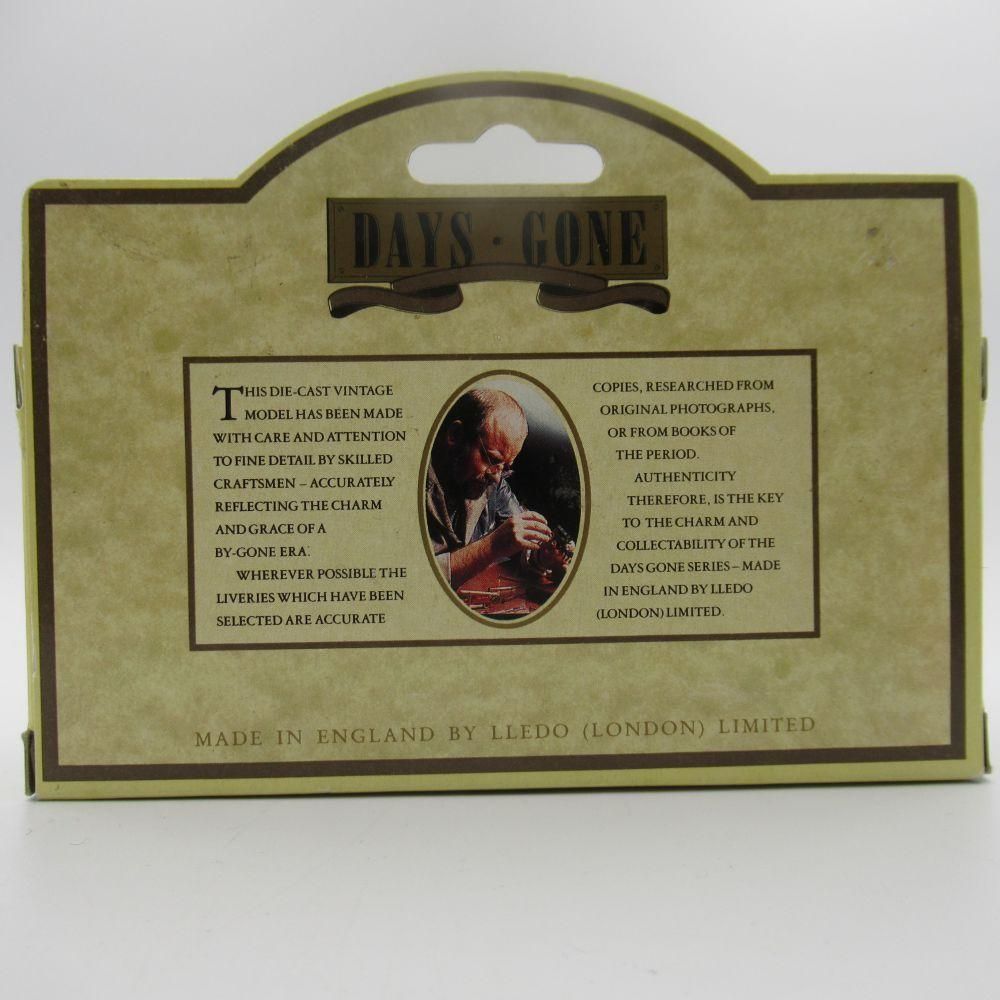 DAYS · GONE
THIS DIE-CAST VINTAGE
MODEL HAS BEEN MADE
WITH CARE AND ATTENTION
TO FINE DETAIL BY SKILLED
CRAFTSMEN – ACCURATELY
REFLECTING THE CHARM
AND GRACE OF A
BY-GONE ERA.
WHEREVER POSSIBLE THE
LIVERIES WHICH HAVE BEEN
SELECTED ARE ACCURATE
COPIES, RESEARCHED FROM
ORIGINAL PHOTOGRAPHS,
OR FROM BOOKS OF
THE PERIOD.
AUTHENTICITY
THEREFORE, IS THE KEY
TO THE CHARM AND
COLLECTABILITY OF THE
DAYS GONE SERIES – MADE
IN ENGLAND BY LLEDO
(LONDON) LIMITED.
MADE IN ENGLAND BY LLEDO (LONDON) LIMITED